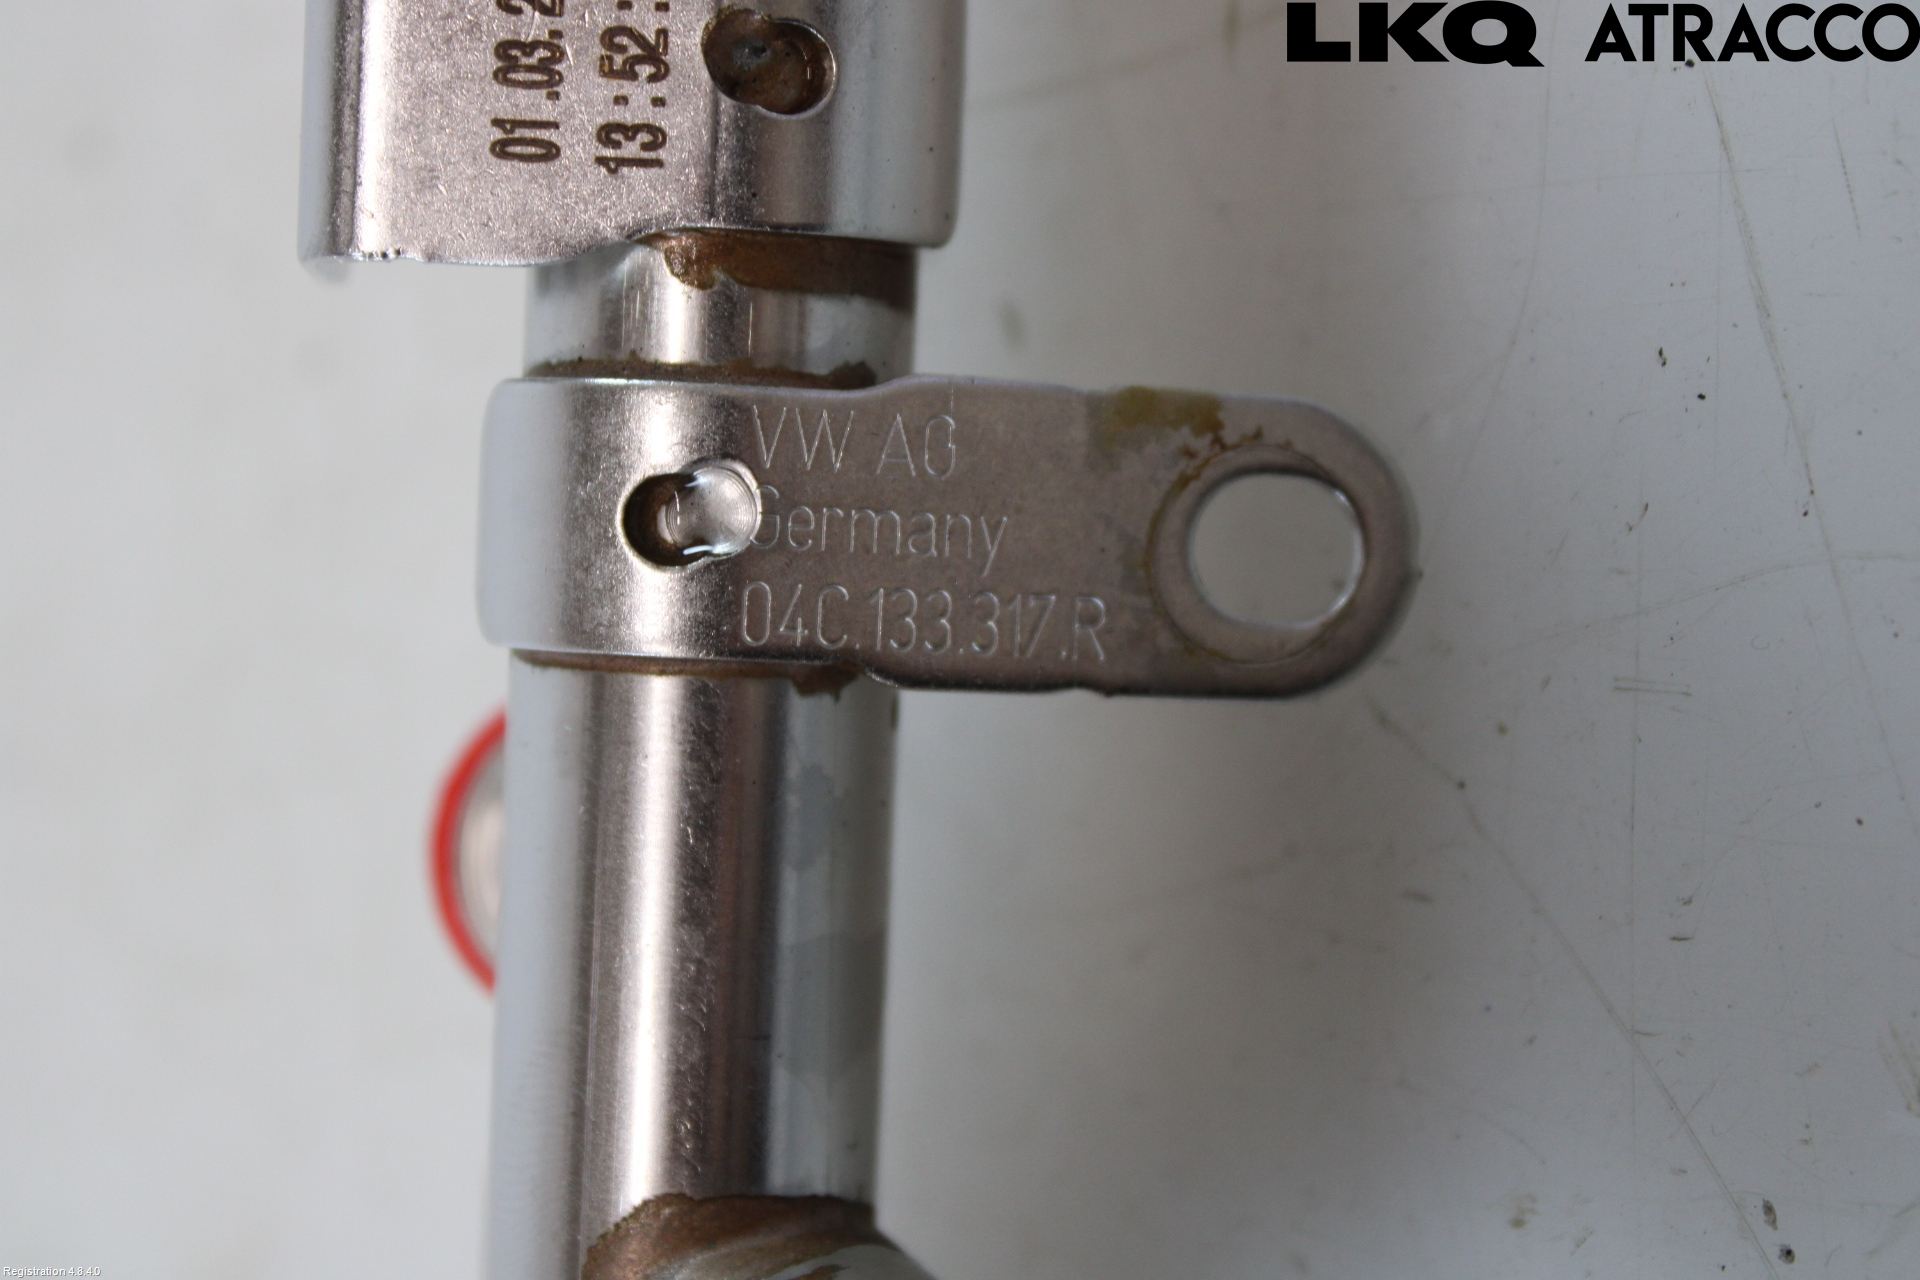 LKQ ATRACCO
01.03.2
13:52:
VW AG
Germany
04C.133.317.R
Registration 4.8.4.0